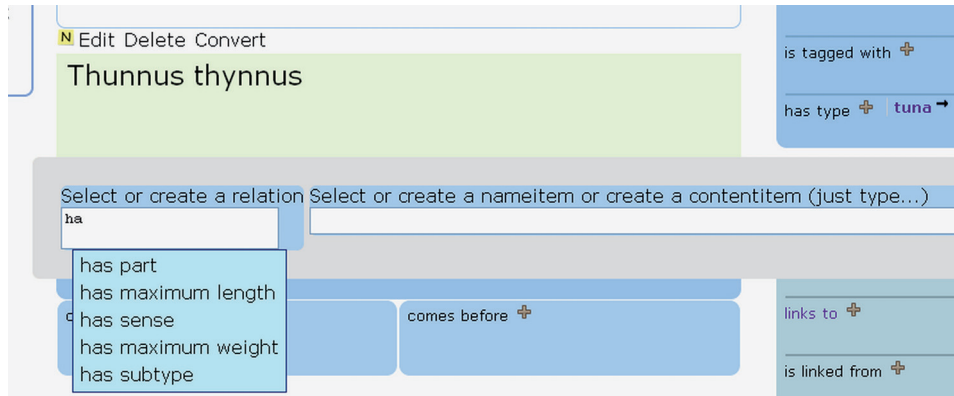 N Edit Delete Convert
Thunnus thynnus
is tagged with
has type tuna
Select or create a relation Select or create a nameitem or create a contentitem (just type...)
ha
has part
has maximum length
has sense
has maximum weight
has subtype
comes before
links to
is linked from